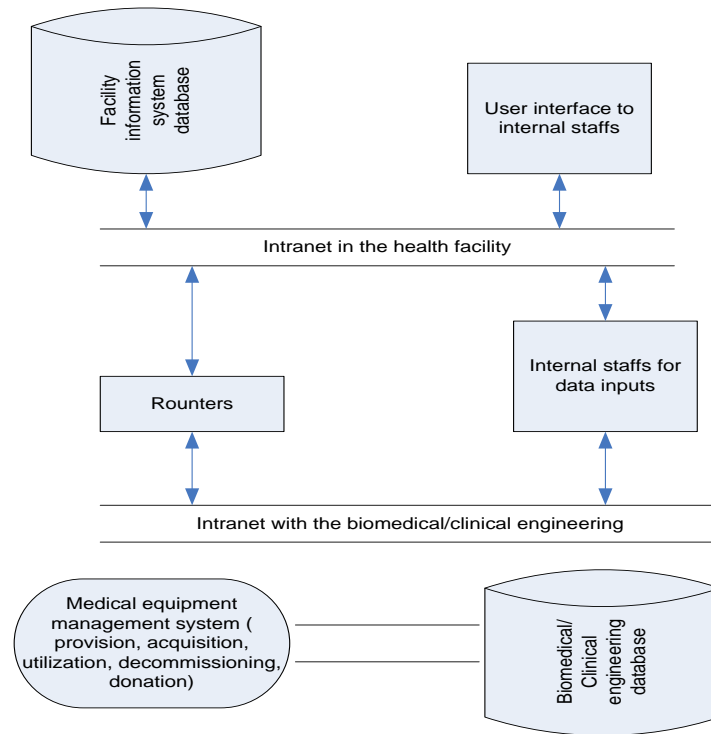 Facility
information
system
database
User interface to
internal staffs
Intranet in the health facility
Rounters
Internal staffs for
data inputs
Intranet with the biomedical/clinical engineering
Medical equipment
management system (
provision, acquisition,
utilization, decommissioning,
donation)
Biomedical/
Clinical
engineering
database